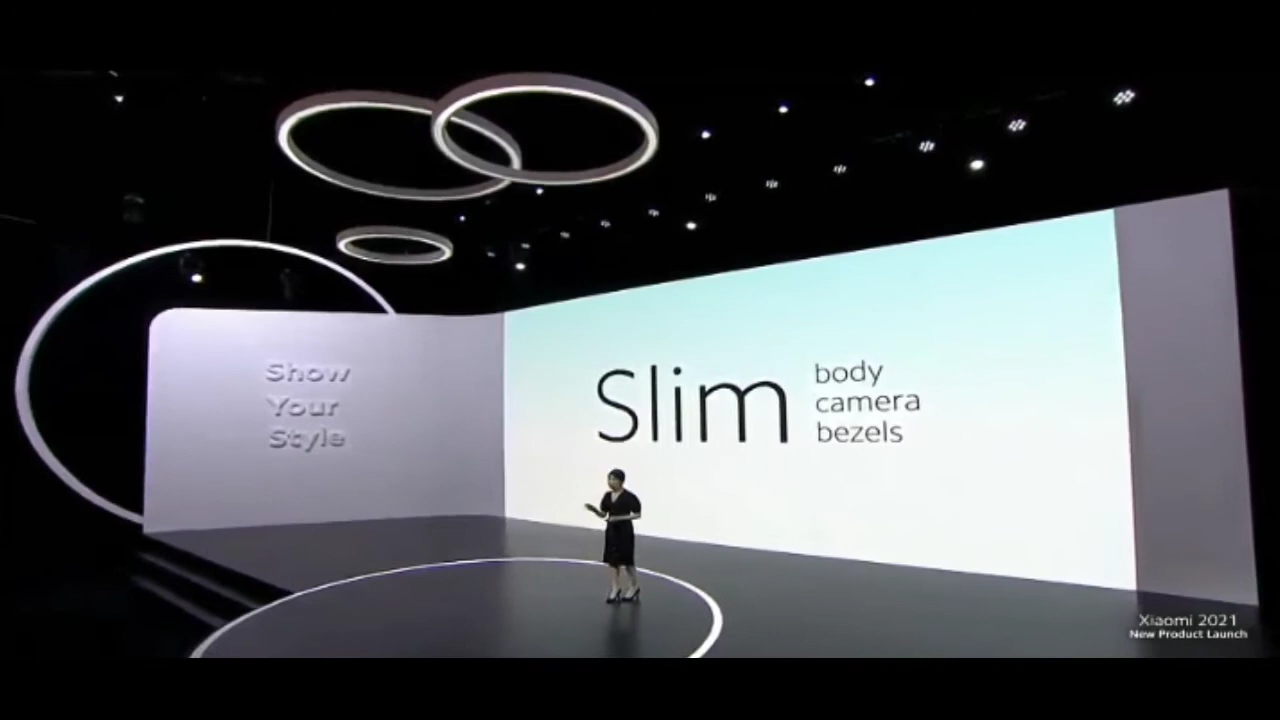 Show
Your
Style
Slim
body
camera
bezels
Xiaomi 2021
New Product Launch